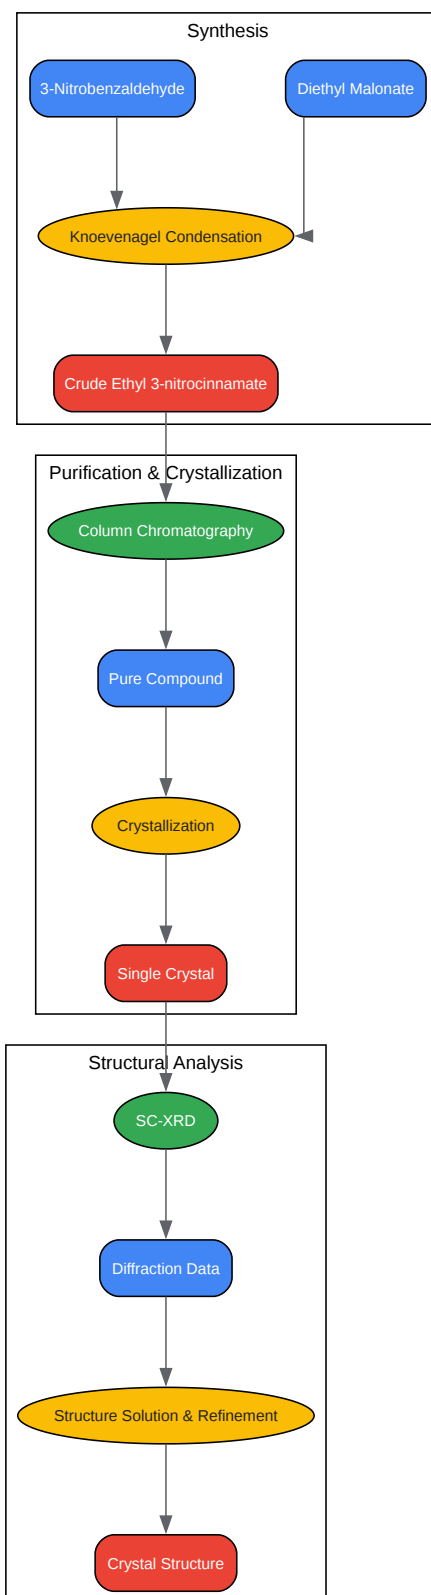 Synthesis
3-Nitrobenzaldehyde
Diethyl Malonate
Knoevenagel Condensation
Crude Ethyl 3-nitrocinnamate
Purification & Crystallization
Column Chromatography
Pure Compound
Crystallization
Single Crystal
Structural Analysis
SC-XRD
Diffraction Data
Structure Solution & Refinement
Crystal Structure